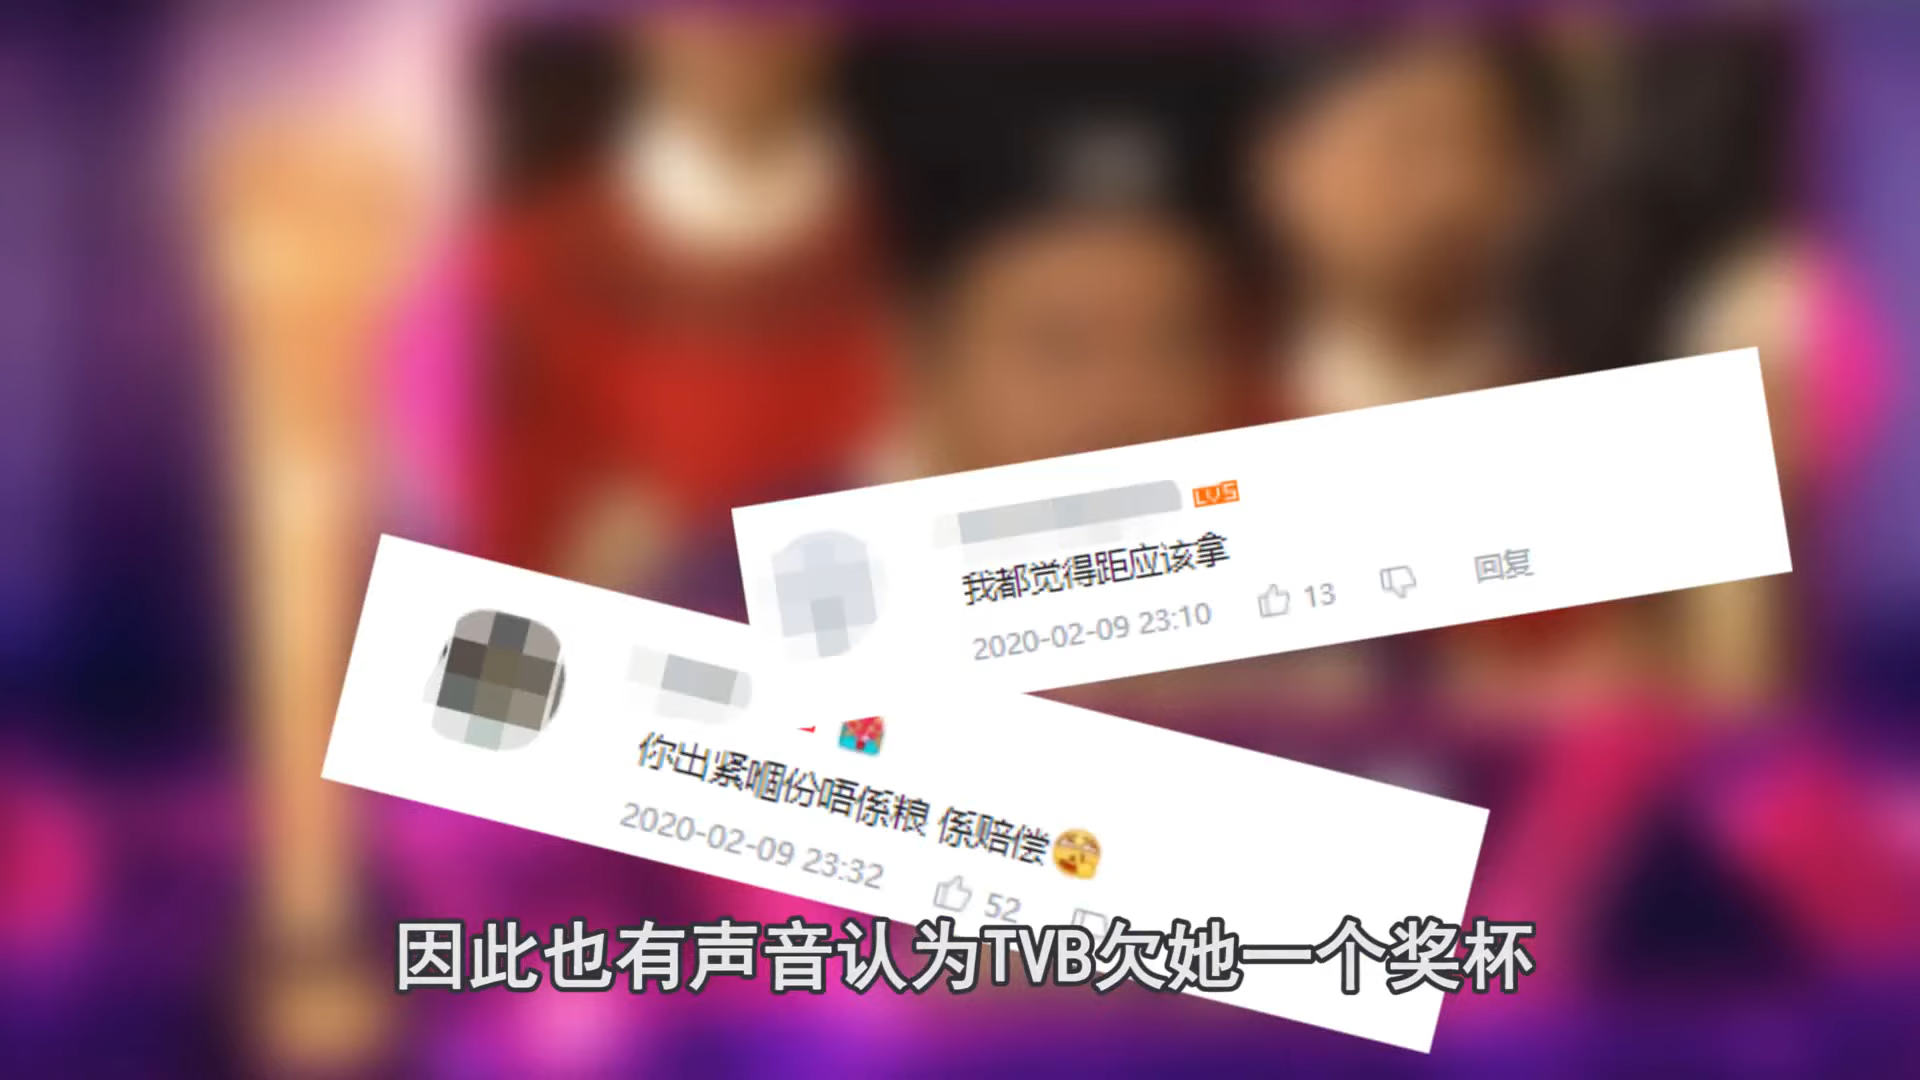 LV5
我都觉得距应该拿
2020-02-09 23:10 13 回复
你出紧嗰份唔係粮 係赔偿
2020-02-09 23:32 52
因此也有声音认为TVB欠她一个奖杯